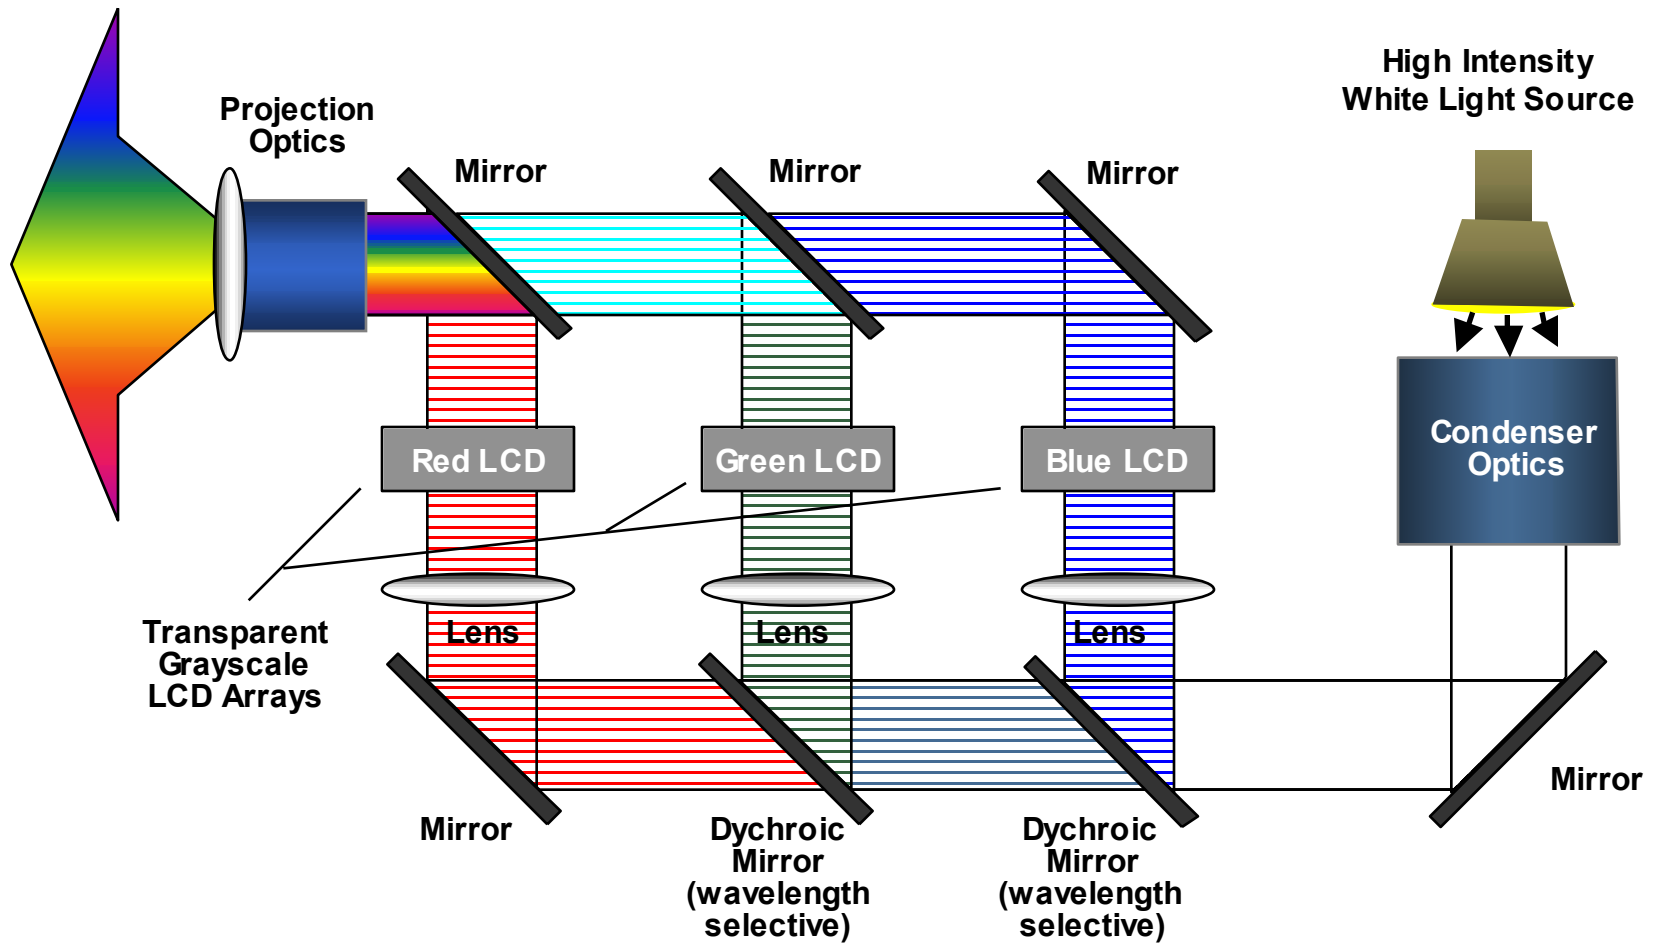 High Intensity
White Light Source
Projection
Optics
Mirror
Mirror
Mirror
Condenser
Optics
Red LCD
Green LCD
Blue LCD
Transparent
Grayscale
LCD Arrays
Lens
Lens
Lens
Mirror
Mirror
Dychroic
Mirror
(wavelength
selective)
Dychroic
Mirror
(wavelength
selective)